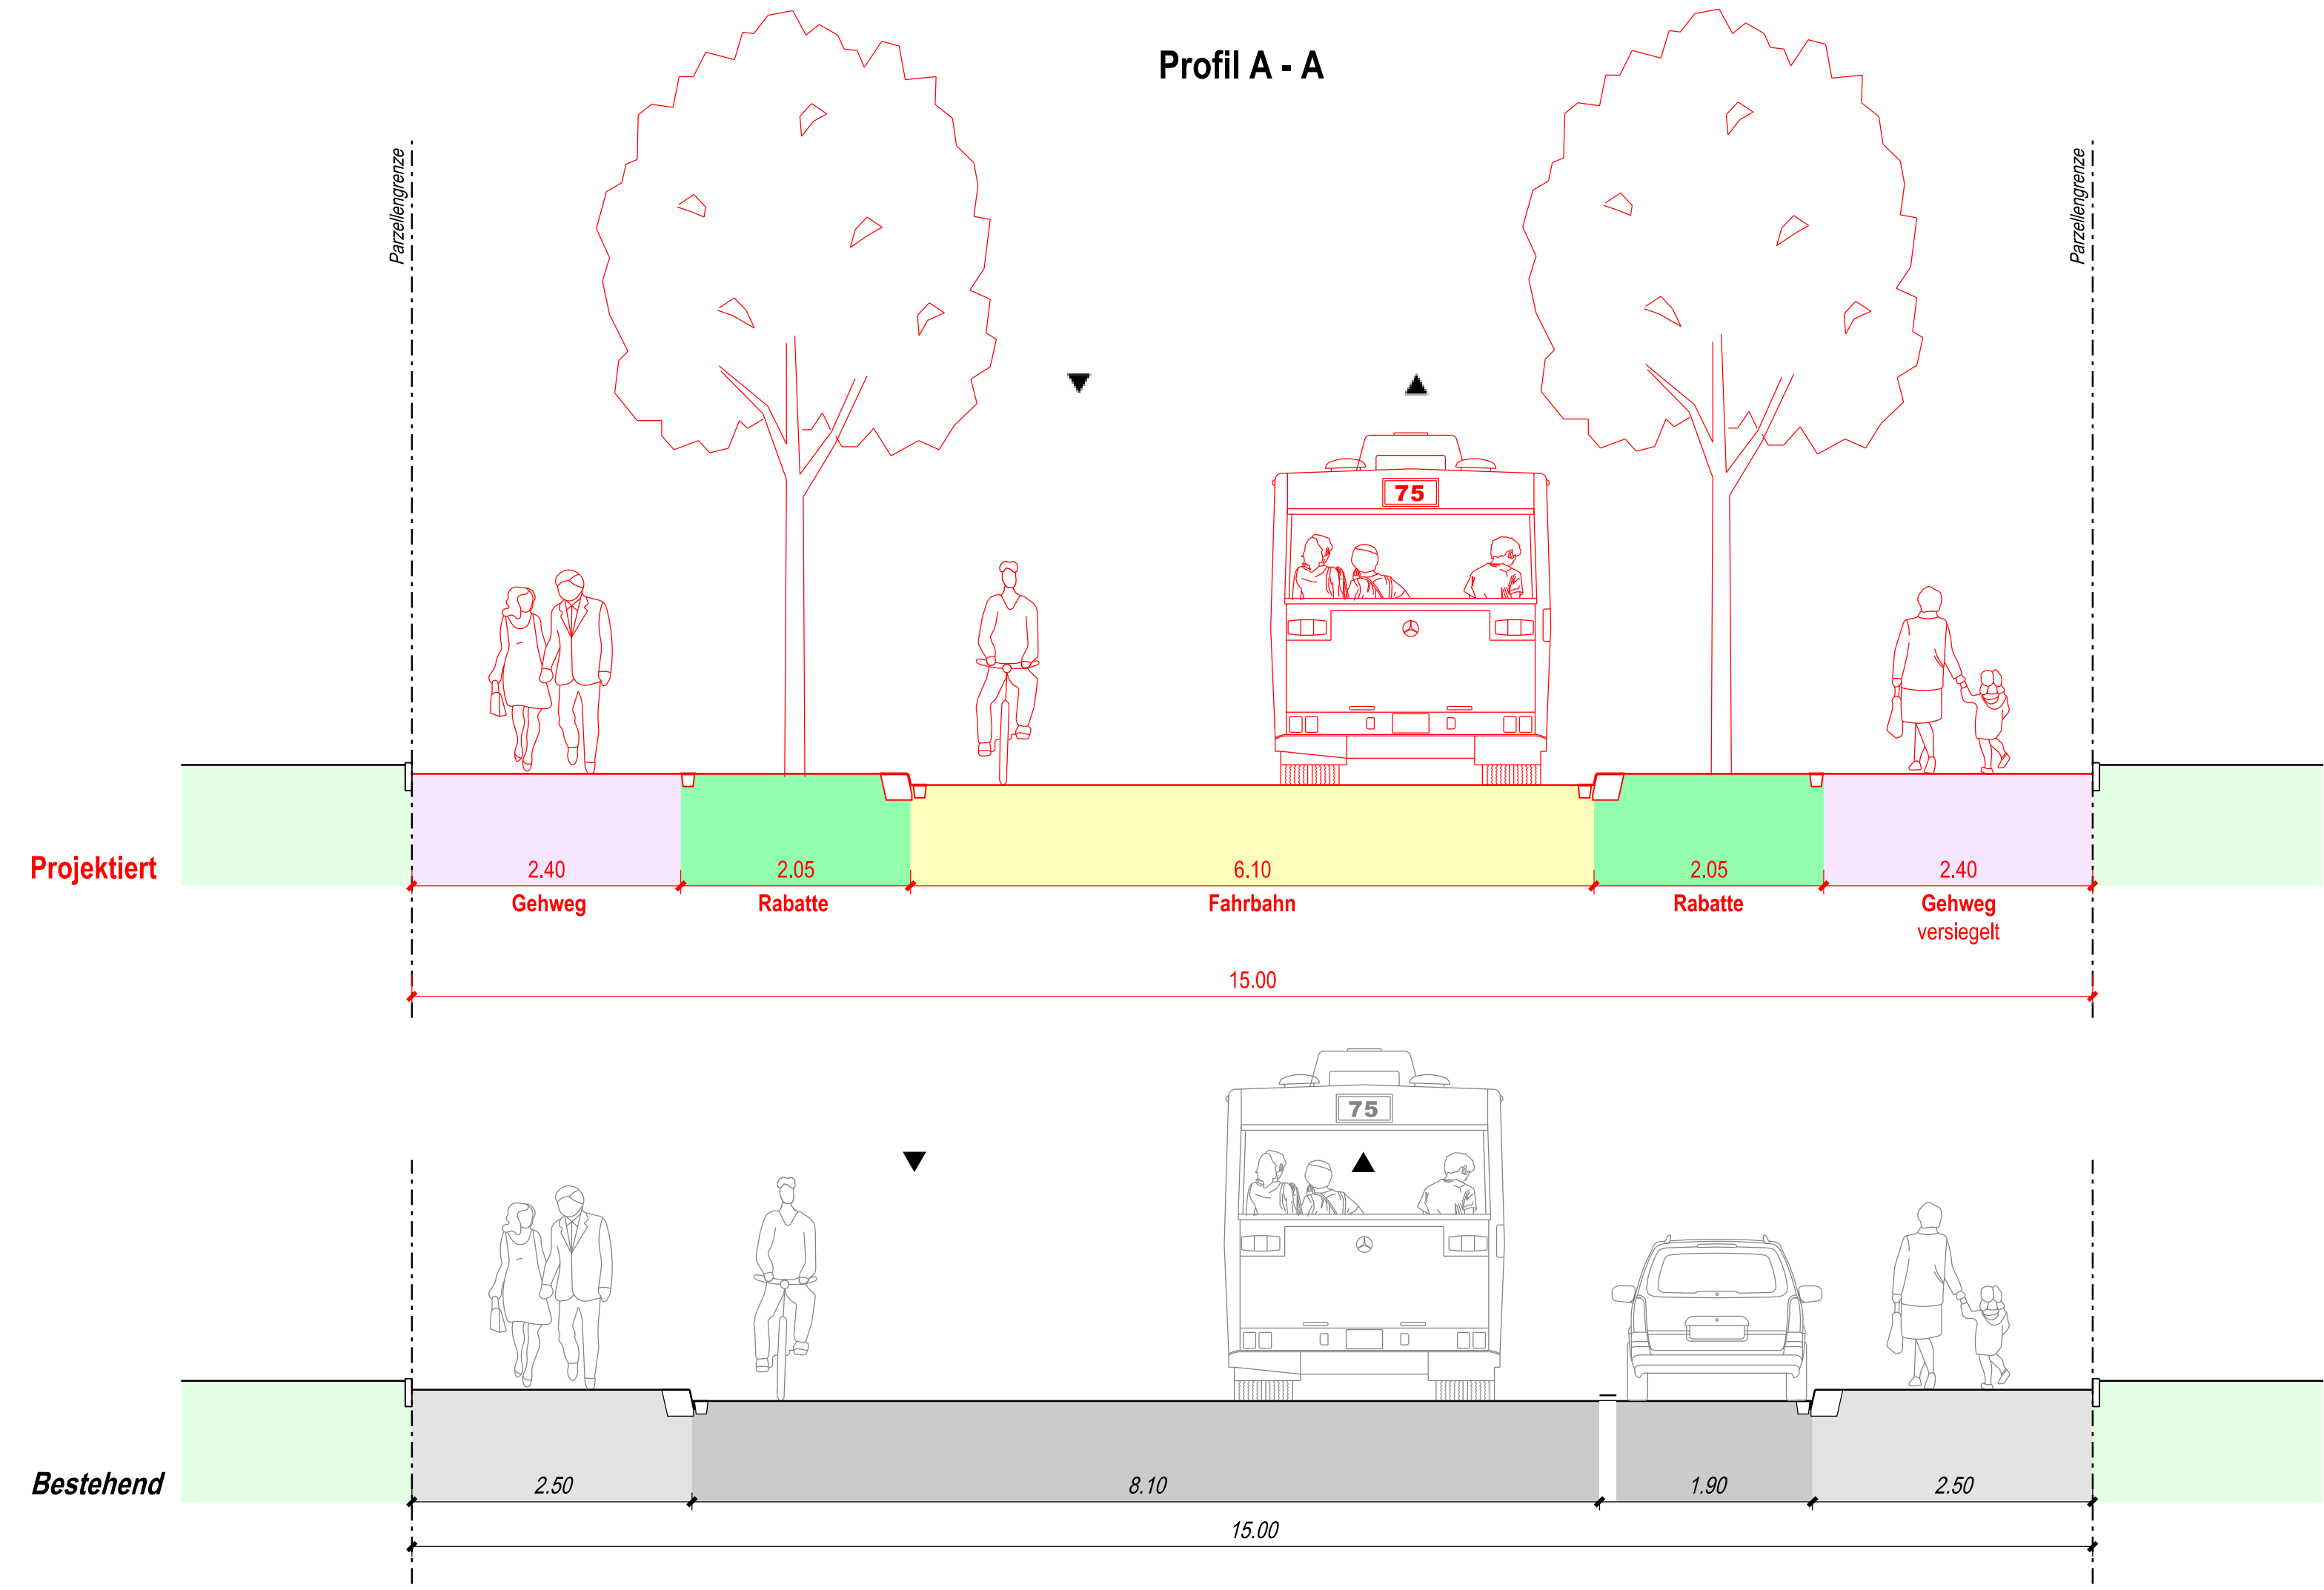 Profil A - A
Parzellengrenze
Parzellengrenze
75
Projektiert
2.40 2.05 6.10 2.05 2.40
Gehweg Rabatte Fahrbahn Rabatte Gehweg
versiegelt
15.00
75
Bestehend
2.50 8.10 1.90 2.50
15.00